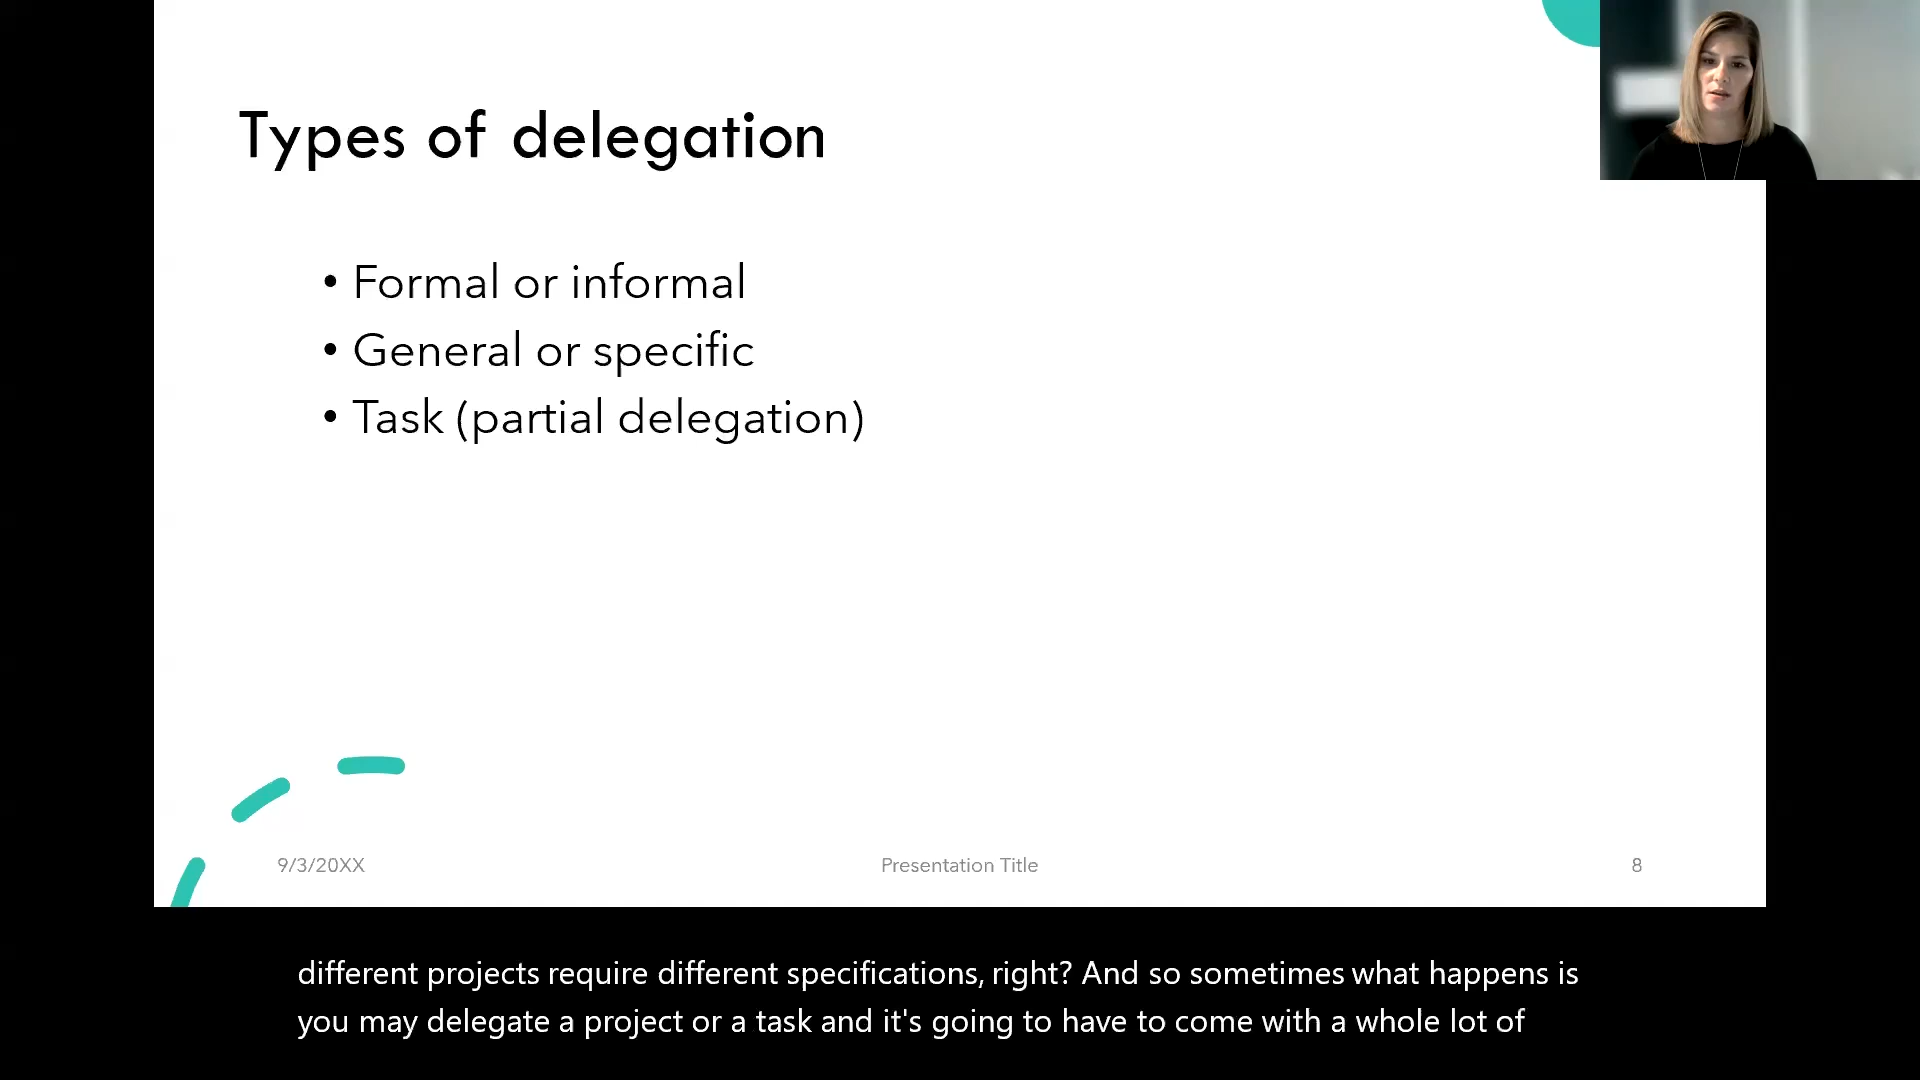 Types of delegation
• Formal or informal
• General or specific
• Task (partial delegation)
9/3/20XX
Presentation Title
8
different projects require different specifications, right? And so sometimes what happens is
you may delegate a project or a task and it's going to have to come with a whole lot of